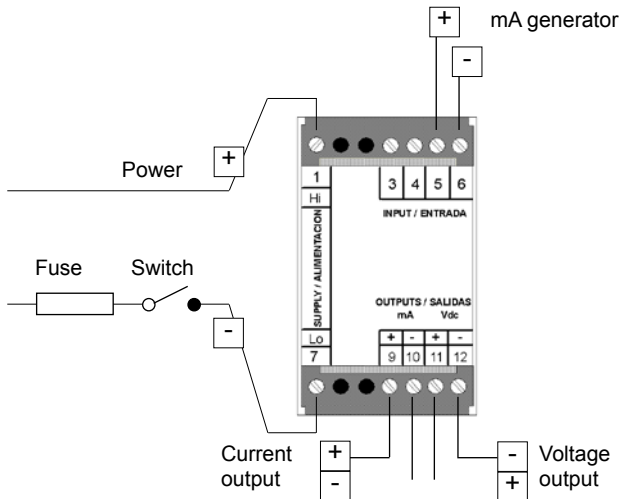 + mA generator
-
Power +
1 3 4 5 6
Hi
INPUT / ENTRADA
SUPPLY / ALIMENTACION
Fuse Switch
-
OUTPUTS / SALIDAS
mA Vdc
Lo + - + -
7 9 10 11 12
Current + - Voltage
output - + output